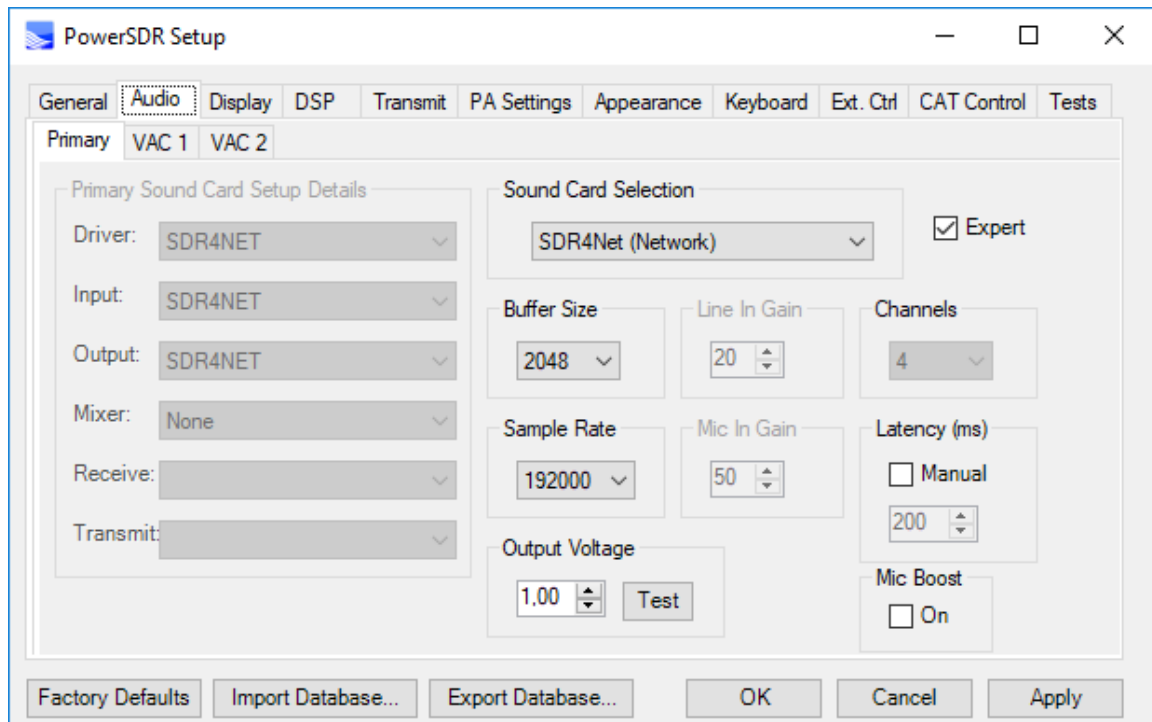 PowerSDR Setup
General Audio Display DSP Transmit PA Settings Appearance Keyboard Ext. Ctrl CAT Control Tests
Primary VAC 1 VAC 2
Primary Sound Card Setup Details
Driver: SDR4NET
Input: SDR4NET
Output: SDR4NET
Mixer: None
Receive:
Transmit:
Sound Card Selection
SDR4Net (Network)
Expert
Buffer Size
2048
Line In Gain
20
Channels
4
Sample Rate
192000
Mic In Gain
50
Latency (ms)
Manual
200
Output Voltage
1,00 Test
Mic Boost
On
Factory Defaults Import Database... Export Database... OK Cancel Apply